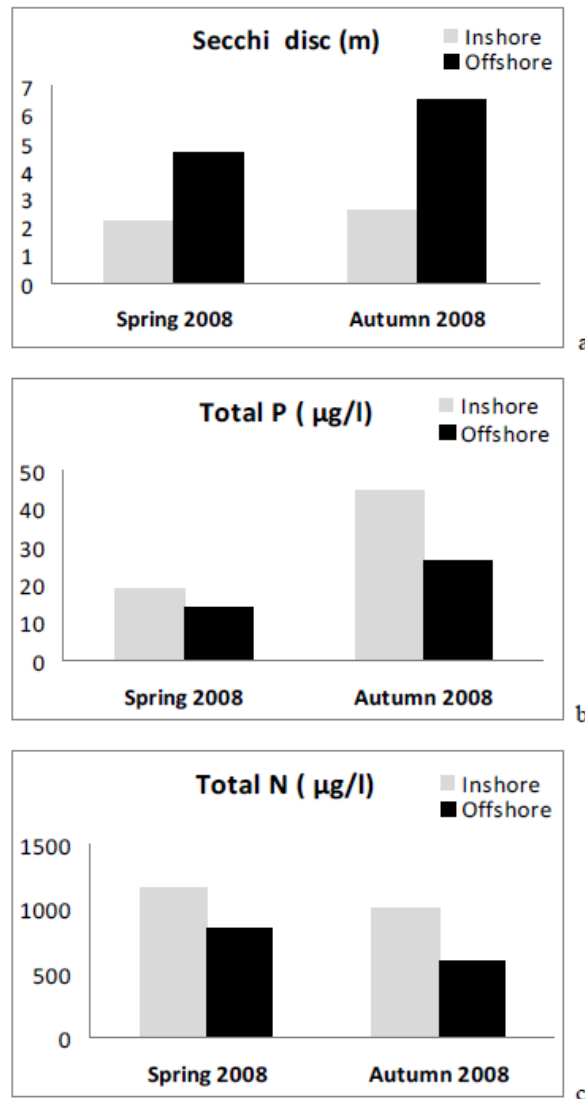 Secchi disc (m)
Inshore
Offshore
7
6
5
4
3
2
1
0
Spring 2008 Autumn 2008
a
Total P ( µg/l)
Inshore
Offshore
50
40
30
20
10
0
Spring 2008 Autumn 2008
b
Total N ( µg/l)
Inshore
Offshore
1500
1000
500
0
Spring 2008 Autumn 2008
c